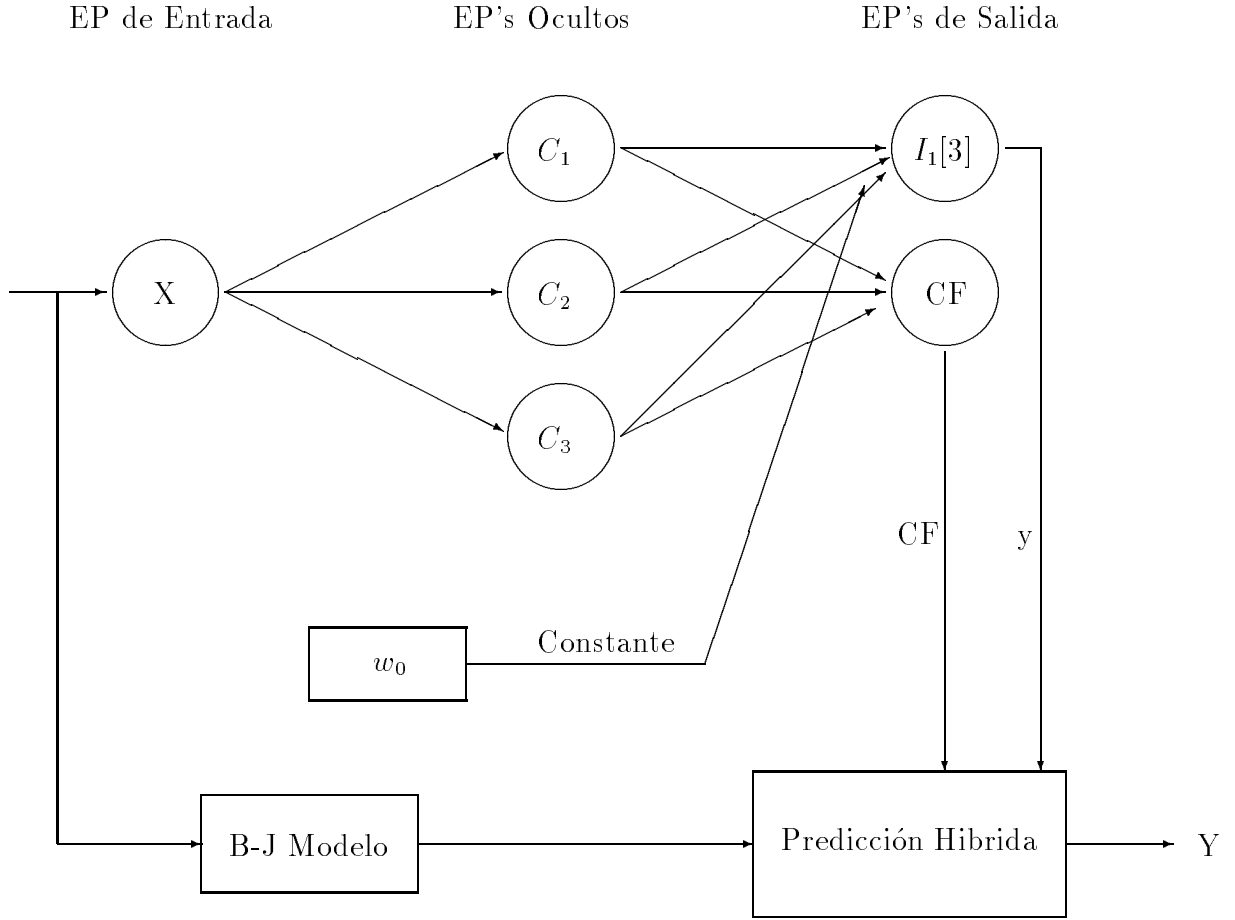 EP de Entrada
EP's Ocultos
EP's de Salida
C₁
I₁[3]
X
C₂
CF
C₃
CF
y
Constante
w₀
B-J Modelo
Predicción Hibrida
Y